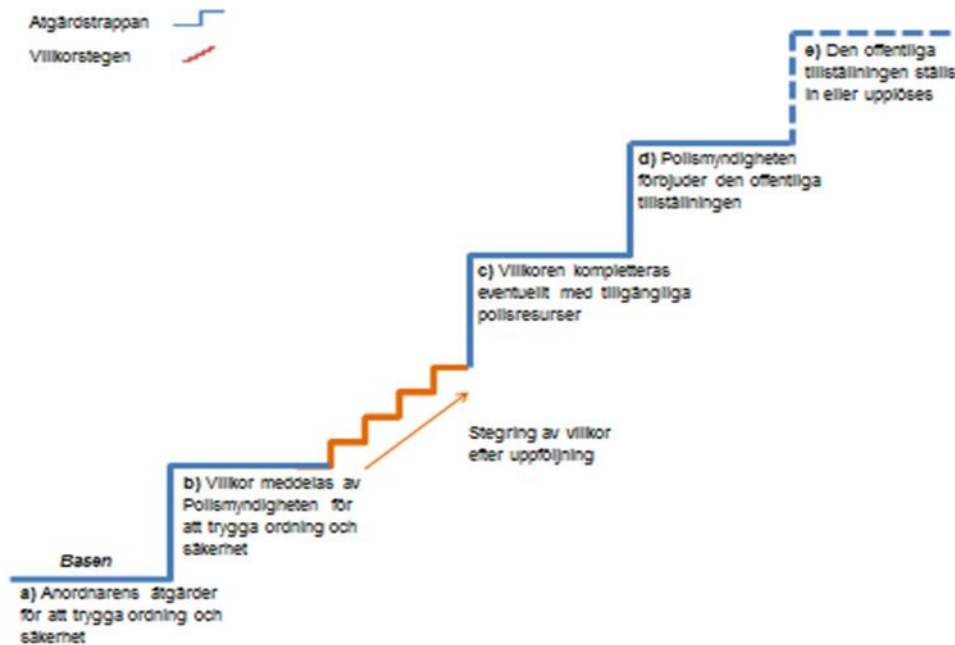 Åtgärdstrappan
Villkorstegen
e) Den offentliga
tillställningen ställs
in eller upplöses
d) Polismyndigheten
förbjuder den offentliga
tillställningen
c) Villkoren kompletteras
eventuellt med tillgängliga
polisresurser
Stegring av villkor
efter uppföljning
b) Villkor meddelas av
Polismyndigheten för
att trygga ordning och
säkerhet
Basen
a) Anordnarens åtgärder
för att trygga ordning och
säkerhet